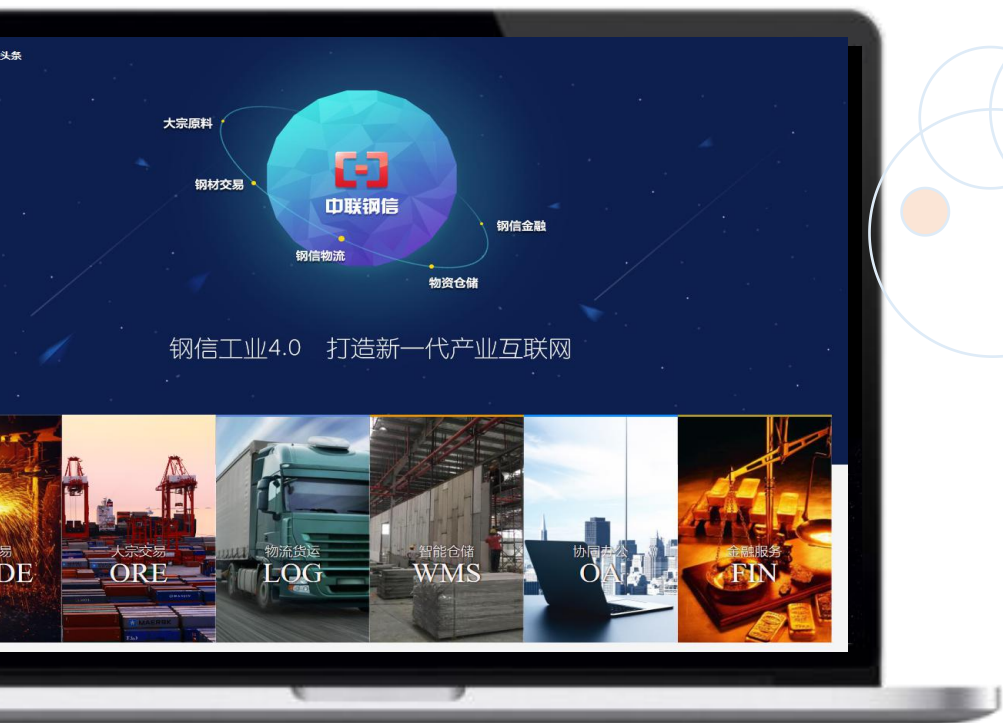 头条
大宗原料
钢材交易
中联钢信
钢信金融
钢信物流
物资仓储
钢信工业4.0 打造新一代产业互联网
易
DE
大宗交易
ORE
物流货运
LOG
智能仓储
WMS
协同办公
OA
金融服务
FIN
MAERSK